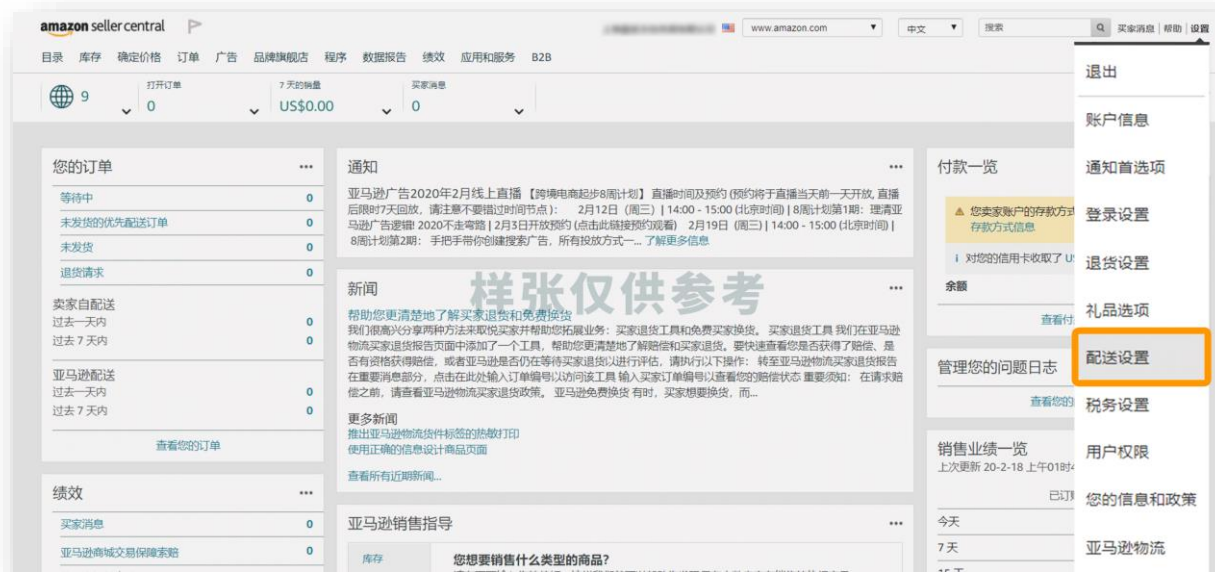 amazon seller central
www.amazon.com
中文
搜索
买家消息 | 帮助 | 设置
目录 库存 确定价格 订单 广告 品牌旗舰店 程序 数据报告 绩效 应用和服务 B2B
9
打开订单
0
7 天的销量
US$0.00
买家消息
0
您的订单
等待中 0
未发货的优先配送订单 0
未发货 0
退货请求 0
卖家自配送
过去一天内 0
过去 7 天内 0
亚马逊配送
过去一天内 0
过去 7 天内 0
查看您的订单
绩效
买家消息 0
亚马逊商城交易保障索赔 0
通知
亚马逊广告2020年2月线上直播 【跨境电商起步8周计划】 直播时间及预约 (预约将于直播当天前一天开放, 直播
后限时7天回放，请注意不要错过时间节点)： 2月12日 (周三) | 14:00 - 15:00 (北京时间) | 8周计划第1期：理清亚
马逊广告逻辑! 2020不走弯路 | 2月3日开放预约 (点击此链接预约观看) 2月19日 (周三) | 14:00 - 15:00 (北京时间) |
8周计划第2期： 手把手带你创建搜索广告，所有投放方式一... 了解更多信息
样张仅供参考
新闻
帮助您更清楚地了解买家退货和免费换货
我们很高兴分享两种方法来取悦买家并帮助您拓展业务：买家退货工具和免费买家换货。 买家退货工具 我们在亚马逊
物流买家退货报告页面中添加了一个工具，帮助您更清楚地了解赔偿和买家退货。要快速查看您是否获得了赔偿、是
否有资格获得赔偿，或者亚马逊是否仍在等待买家退货以进行评估，请执行以下操作： 转至亚马逊物流买家退货报告
在重要消息部分，点击在此处输入订单编号以访问该工具 输入买家订单编号以查看您的赔偿状态 重要须知： 在请求赔
偿之前，请查看亚马逊物流买家退货政策。 亚马逊免费换货 有时，买家想要换货，而...
更多新闻
推出亚马逊物流货件标签的热敏打印
使用正确的信息设计商品页面
查看所有近期新闻...
亚马逊销售指导
库存
您想要销售什么类型的商品?
付款一览
您卖家账户的存款方式
存款方式信息
对您的信用卡收取了 US
余额
查看付
管理您的问题日志
查看您的
销售业绩一览
上次更新 20-2-18 上午01时4
已订购
今天
7 天
15 天
退出
账户信息
通知首选项
登录设置
退货设置
礼品选项
配送设置
税务设置
用户权限
您的信息和政策
亚马逊物流